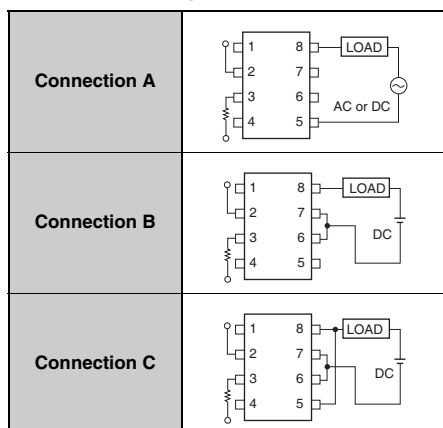 Connection A
1 8 LOAD
2 7
3 6
4 5 AC or DC
Connection B
1 8 LOAD
2 7
3 6 DC
4 5
Connection C
1 8 LOAD
2 7
3 6 DC
4 5